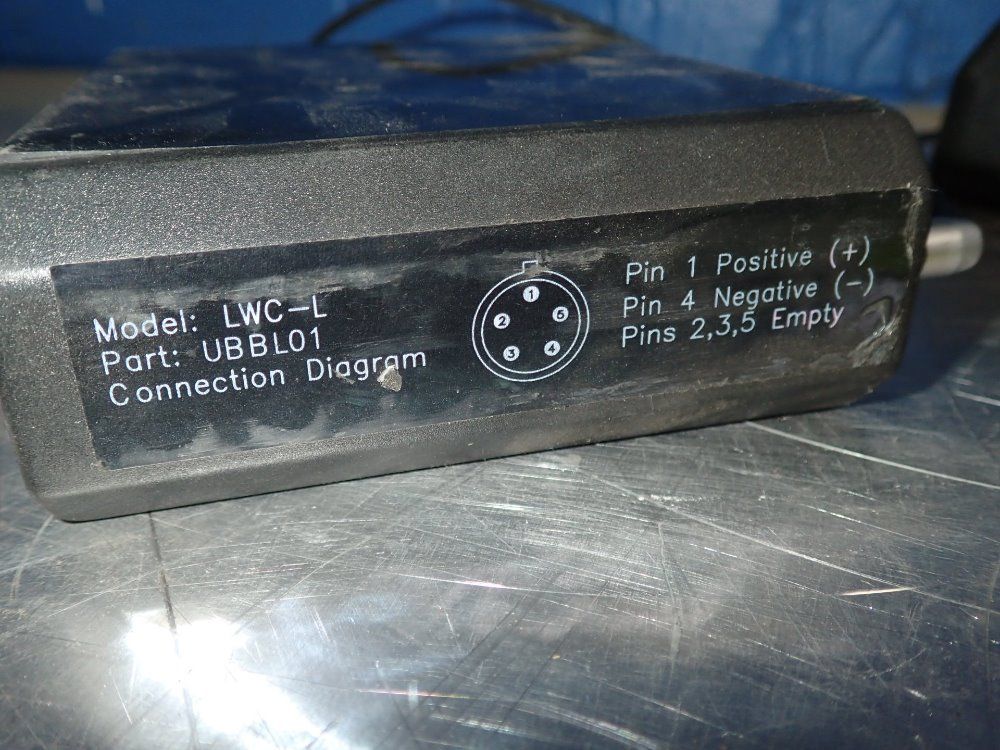 Model: LWC-L
Part: UBBL01
Connection Diagram
1
2
5
3
4
Pin 1 Positive (+)
Pin 4 Negative (-)
Pins 2,3,5 Empty